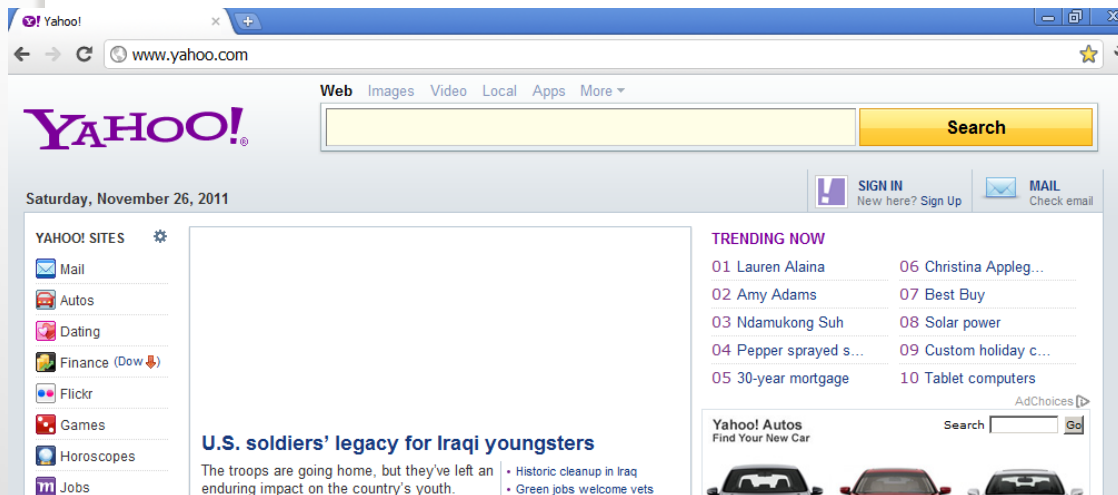 Yahoo!
www.yahoo.com
Web Images Video Local Apps More
YAHOO!
Search
Saturday, November 26, 2011
SIGN IN
New here? Sign Up
MAIL
Check email
YAHOO! SITES
Mail
Autos
Dating
Finance (Dow)
Flickr
Games
Horoscopes
Jobs
U.S. soldiers’ legacy for Iraqi youngsters
The troops are going home, but they’ve left an
enduring impact on the country’s youth.
• Historic cleanup in Iraq
• Green jobs welcome vets
TRENDING NOW
01 Lauren Alaina
02 Amy Adams
03 Ndamukong Suh
04 Pepper sprayed s...
05 30-year mortgage
06 Christina Appleg...
07 Best Buy
08 Solar power
09 Custom holiday c...
10 Tablet computers
AdChoices
Yahoo! Autos
Find Your New Car
Search
Go